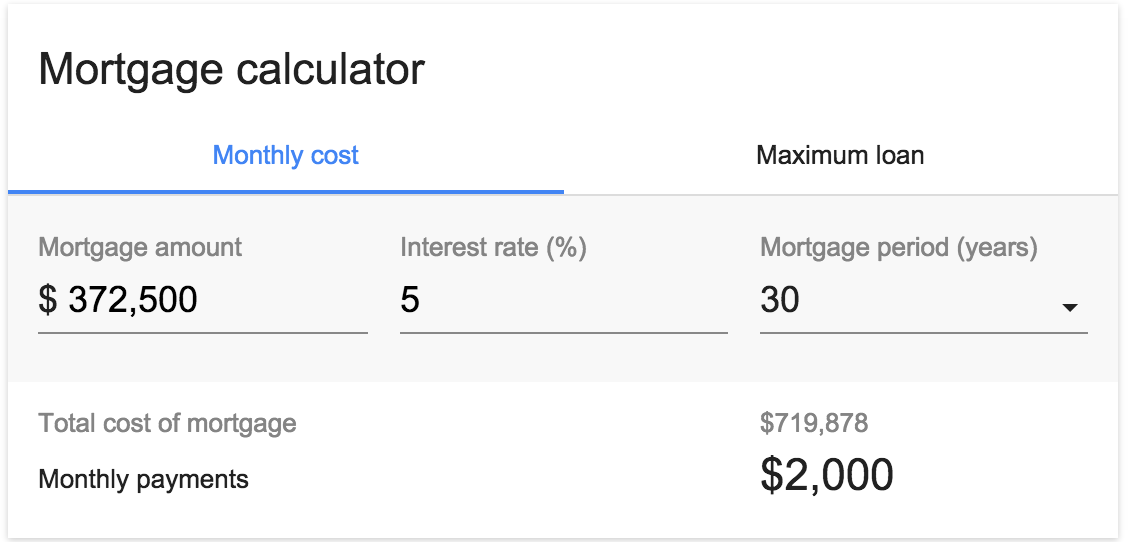 Mortgage calculator
Monthly cost Maximum loan
Mortgage amount Interest rate (%) Mortgage period (years)
$ 372,500 5 30
Total cost of mortgage $719,878
Monthly payments $2,000